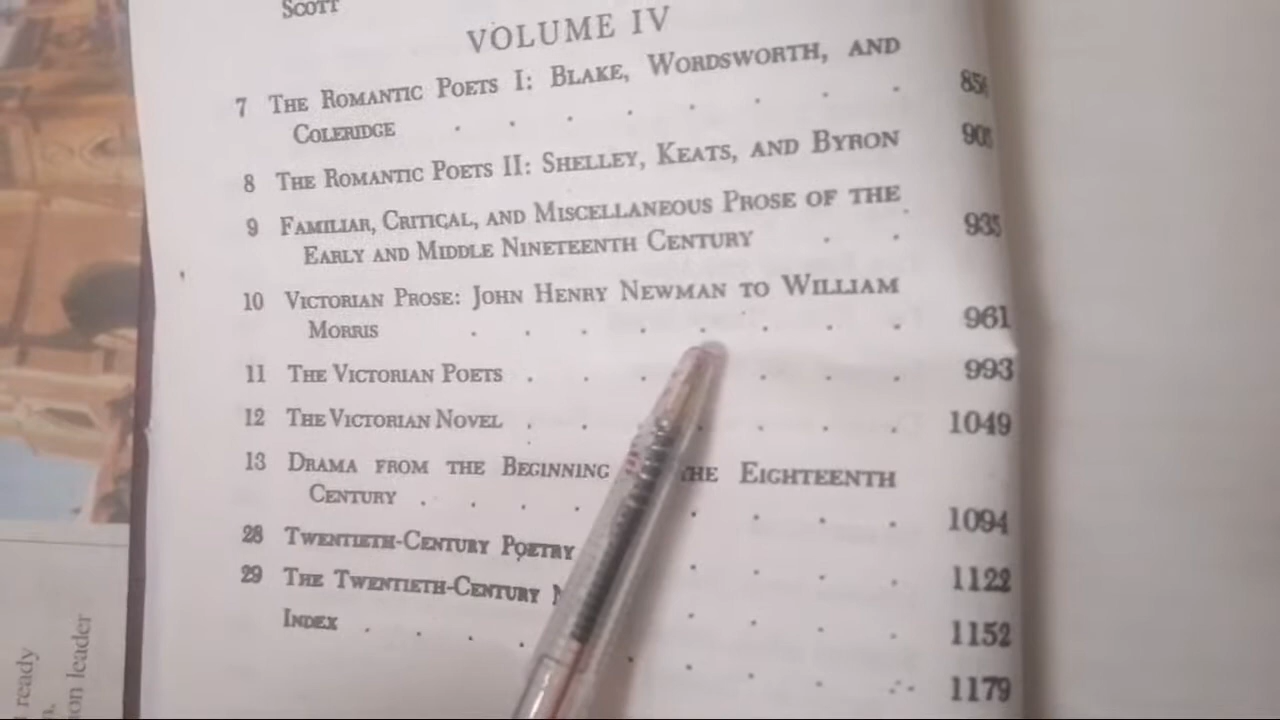 SCOTT
VOLUME IV
7 THE ROMANTIC POETS I: BLAKE, WORDSWORTH, AND
COLERIDGE . . . . . . . . 
8 THE ROMANTIC POETS II: SHELLEY, KEATS, AND BYRON
9 FAMILIAR, CRITICAL, AND MISCELLANEOUS PROSE OF THE
EARLY AND MIDDLE NINETEENTH CENTURY . . 935
10 VICTORIAN PROSE: JOHN HENRY NEWMAN TO WILLIAM
MORRIS . . . . . . . . 961
11 THE VICTORIAN POETS . . . . . . 993
12 THE VICTORIAN NOVEL . . . . . . 1049
13 DRAMA FROM THE BEGINNING THE EIGHTEENTH
CENTURY . . . . . . . 1094
28 TWENTIETH-CENTURY POETRY . . . 1122
29 THE TWENTIETH-CENTURY . . . 1152
INDEX . . . . . . . . 1179
ready
on leader